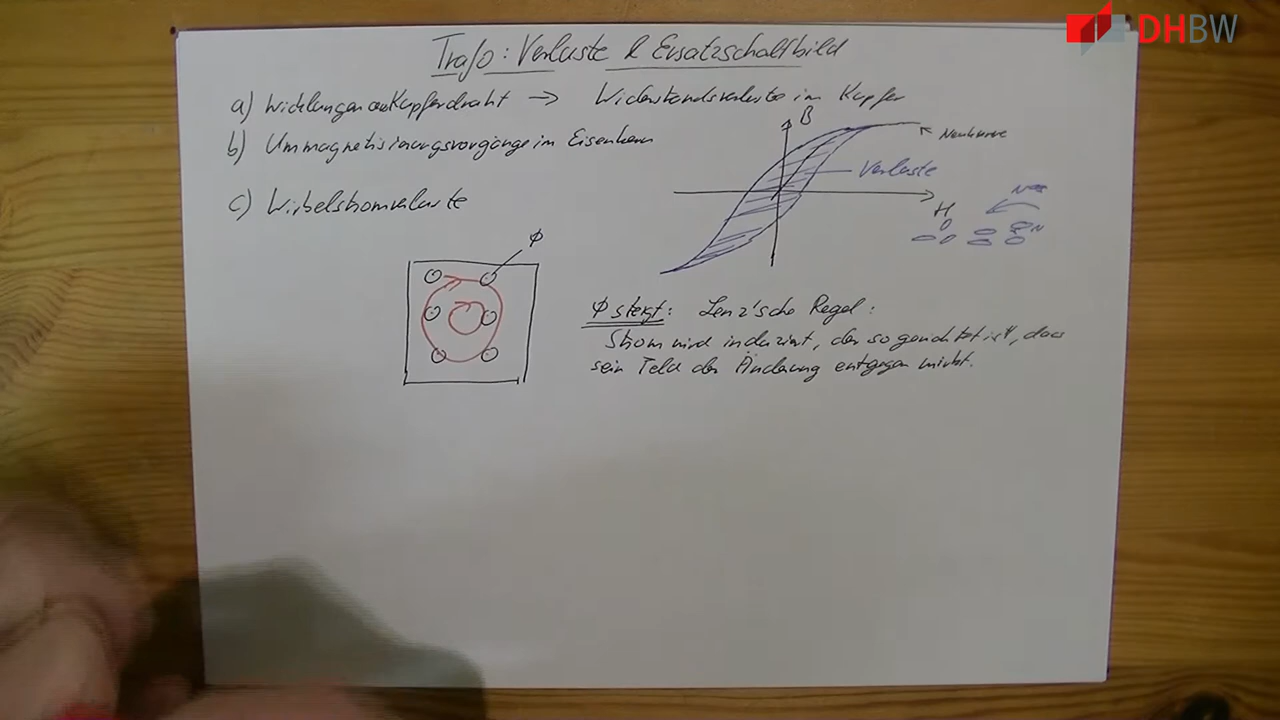 DHBW
Trafo: Verluste & Ersatzschaltbild
a) Wicklungen aus Kupferdraht → Widerstandsverluste im Kupfer
b) Ummagnetisierungsvorgänge im Eisenkern
B
Neukurve
Verluste
H
c) Wirbelstromverluste
Φ
Φ steigt: Lenz'sche Regel:
Strom wird induziert, der so gerichtet ist, dass
sein Feld der Änderung entgegen wirkt.